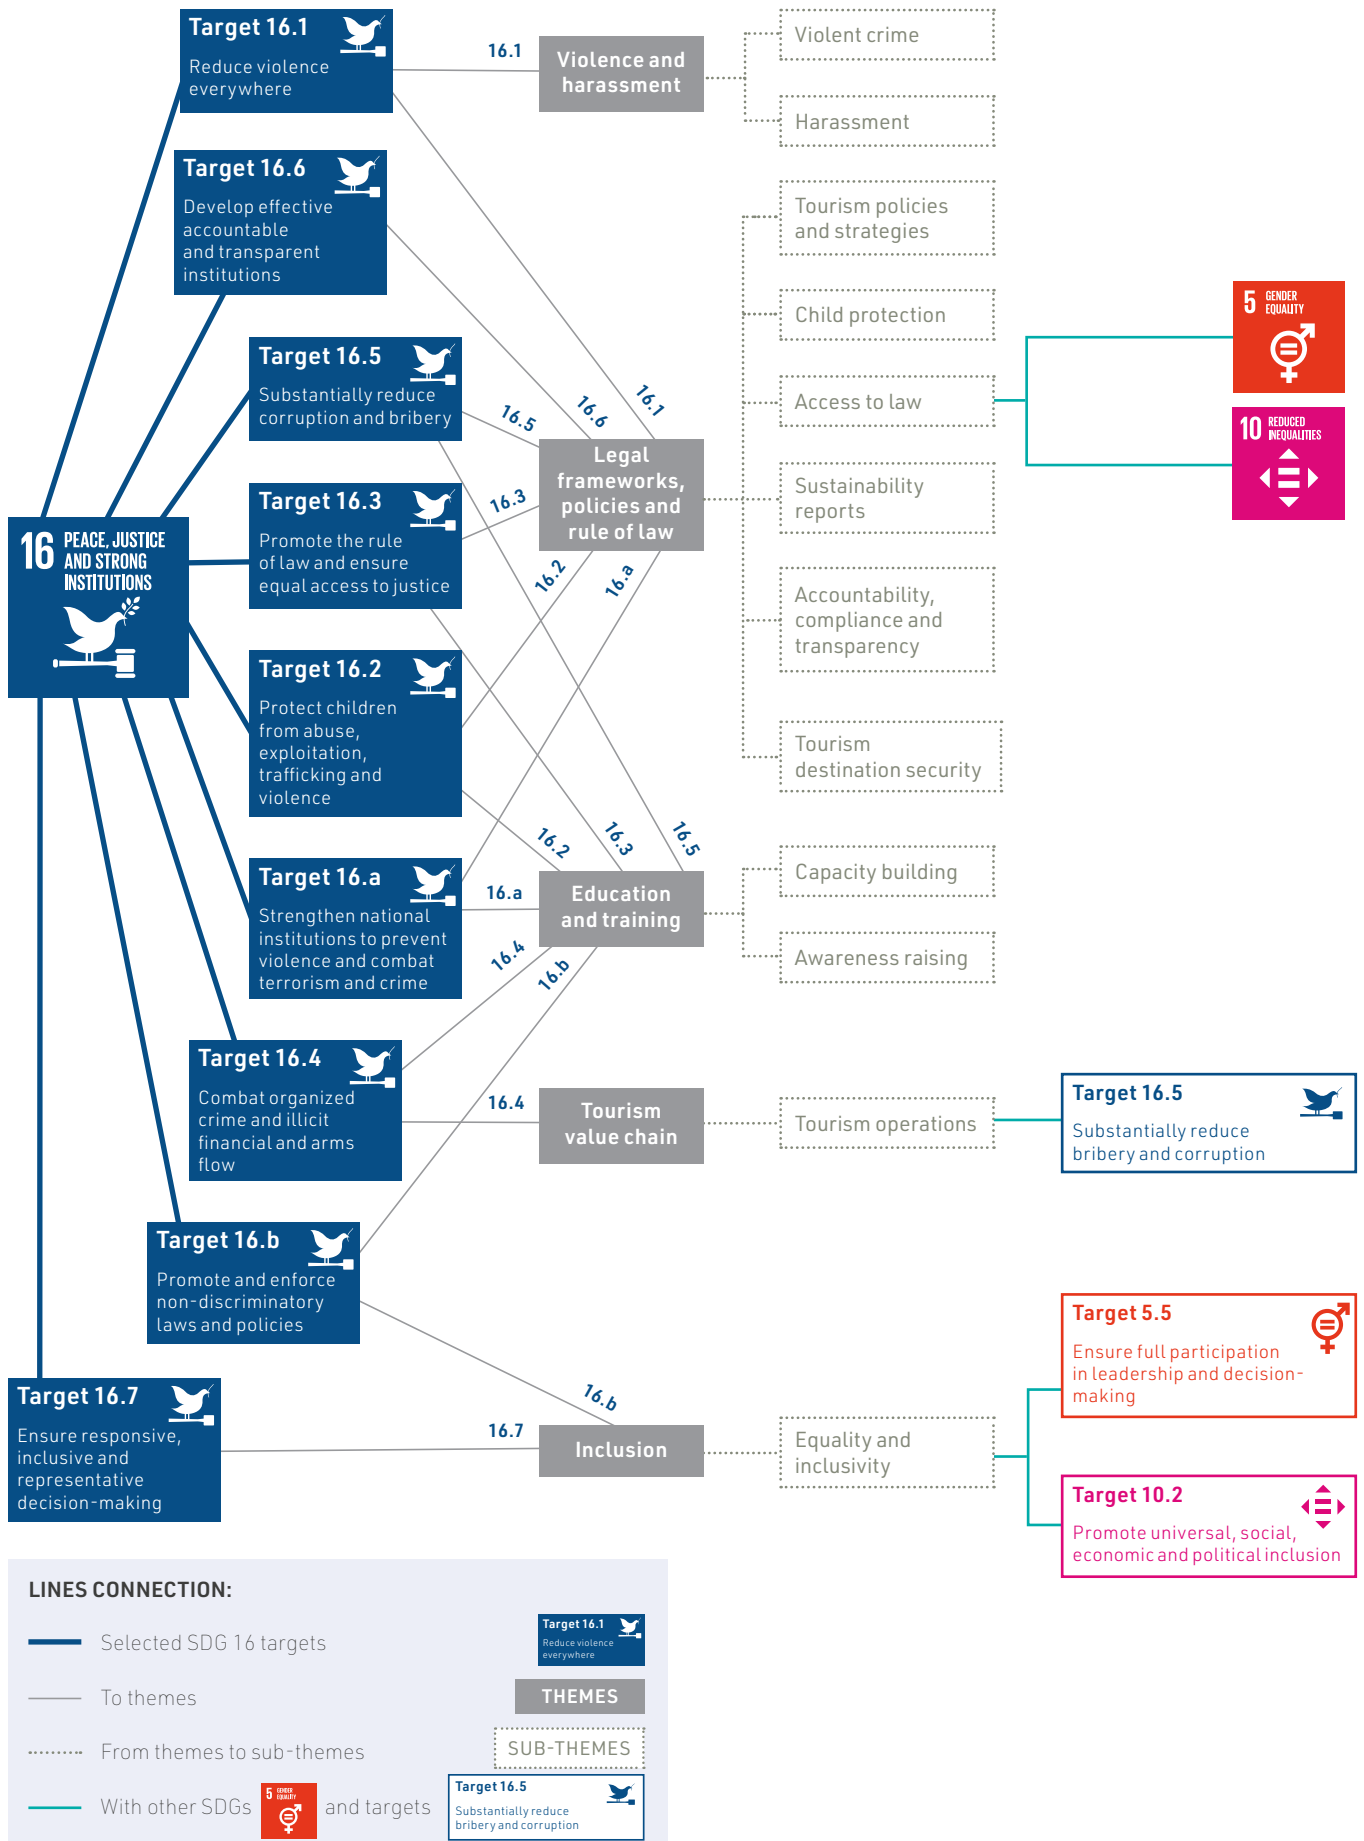 Target 16.1
Reduce violence
everywhere
16.1
Violence and
harassment
Violent crime
Harassment
Target 16.6
Develop effective
accountable
and transparent
institutions
Tourism policies
and strategies
Child protection
5 GENDER
EQUALITY
Target 16.5
Substantially reduce
corruption and bribery
16.5
16.6
16.1
Access to law
10 REDUCED
INEQUALITIES
Legal
frameworks,
policies and
rule of law
Target 16.3
Promote the rule
of law and ensure
equal access to justice
16.3
Sustainability
reports
16 PEACE, JUSTICE
AND STRONG
INSTITUTIONS
16.2
16.a
Accountability,
compliance and
transparency
Target 16.2
Protect children
from abuse,
exploitation,
trafficking and
violence
Tourism
destination security
16.2
16.3
16.5
Target 16.a
Strengthen national
institutions to prevent
violence and combat
terrorism and crime
16.a
Education
and training
Capacity building
Awareness raising
16.4
16.b
Target 16.4
Combat organized
crime and illicit
financial and arms
flow
16.4
Tourism
value chain
Tourism operations
Target 16.5
Substantially reduce
bribery and corruption
Target 16.b
Promote and enforce
non-discriminatory
laws and policies
16.b
Target 5.5
Ensure full participation
in leadership and decision-
making
Target 16.7
Ensure responsive,
inclusive and
representative
decision-making
16.7
Inclusion
Equality and
inclusivity
Target 10.2
Promote universal, social,
economic and political inclusion
LINES CONNECTION:
Selected SDG 16 targets
Target 16.1
Reduce violence
everywhere
To themes
THEMES
From themes to sub-themes
SUB-THEMES
With other SDGs
5 GENDER
EQUALITY
and targets
Target 16.5
Substantially reduce
bribery and corruption